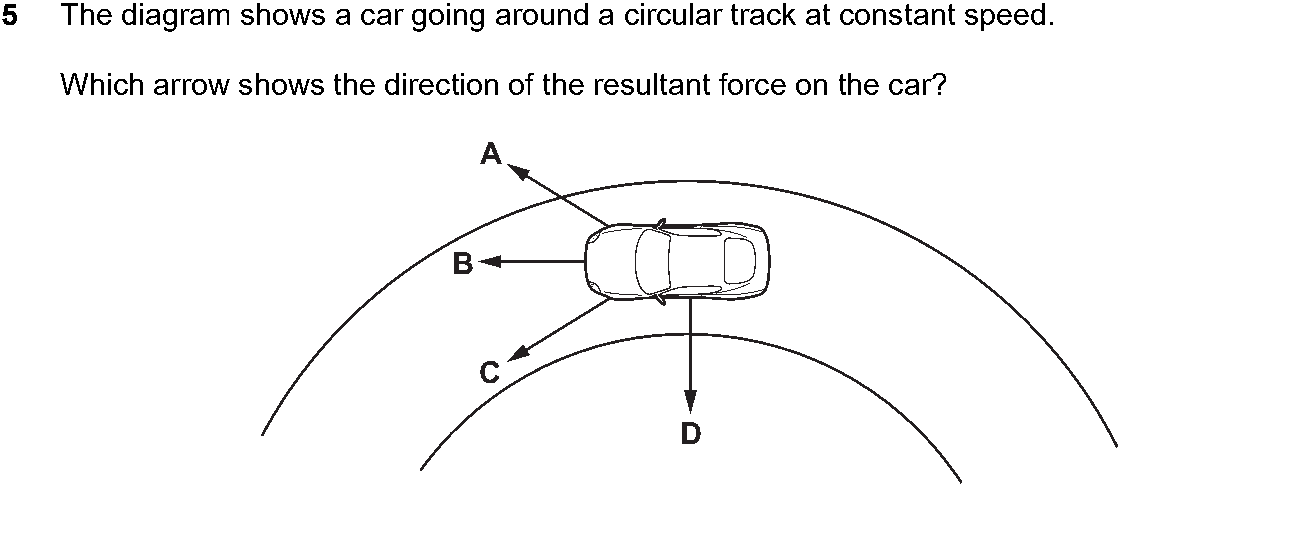 5 The diagram shows a car going around a circular track at constant speed.
Which arrow shows the direction of the resultant force on the car?
A
B
C
D